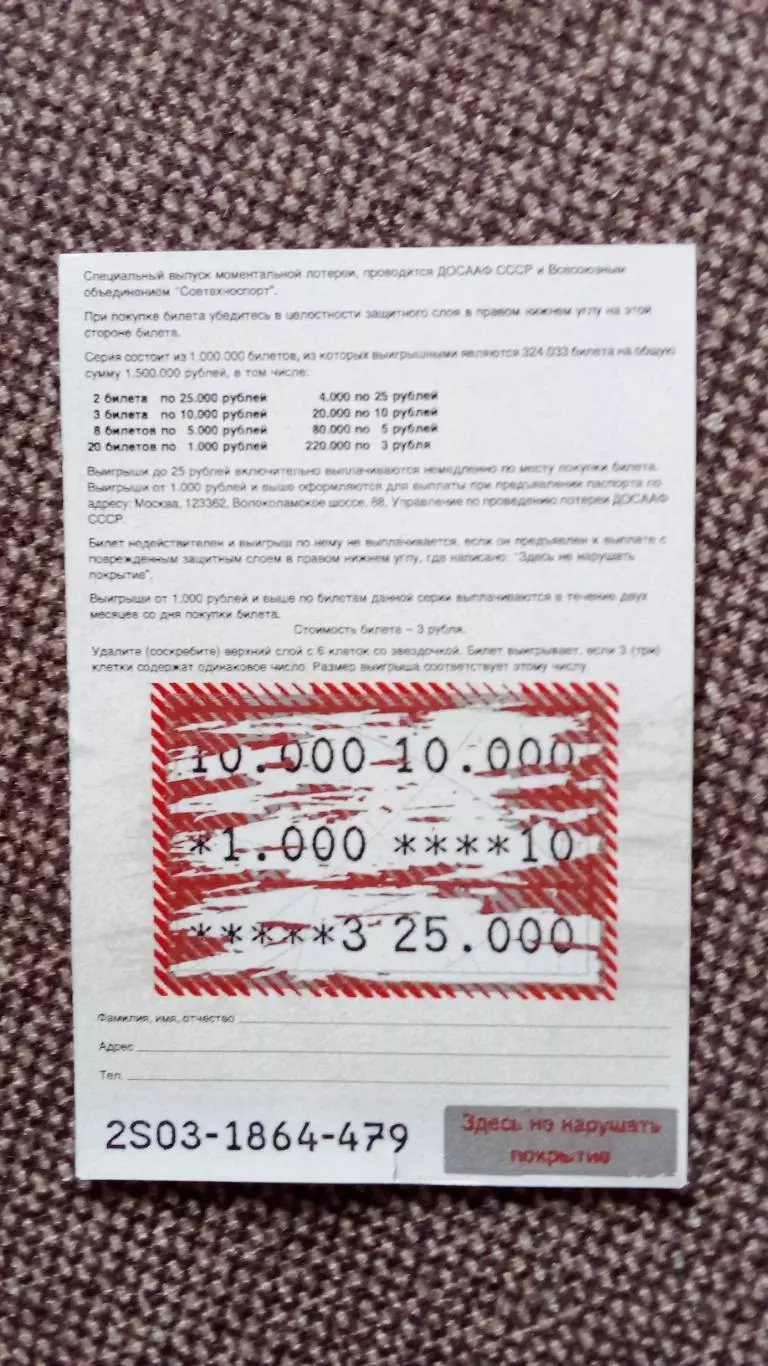 Специальный выпуск моментальной лотереи, проводится ДОСААФ СССР и Всесоюзным
объединением "Совтехноспорт".
При покупке билета убедитесь в целостности защитного слоя в правом нижнем углу на этой
стороне билета.
Серия состоит из 1.000.000 билетов, из которых выигрышными являются 324.033 билета на общую
сумму 1.500.000 рублей, в том числе:
2 билета по 25.000 рублей 4.000 по 25 рублей
3 билета по 10.000 рублей 20.000 по 10 рублей
8 билетов по 5.000 рублей 80.000 по 5 рублей
20 билетов по 1.000 рублей 220.000 по 3 рубля
Выигрыши до 25 рублей включительно выплачиваются немедленно по месту покупки билета.
Выигрыши от 1.000 рублей и выше оформляются для выплаты при предъявлении паспорта по
адресу: Москва, 123362, Волоколамское шоссе, 88, Управление по проведению лотереи ДОСААФ
СССР.
Билет недействителен и выигрыш по нему не выплачивается, если он предъявлен к выплате с
поврежденным защитным слоем в правом нижнем углу, где написано: "Здесь не нарушать
покрытие".
Выигрыши от 1.000 рублей и выше по билетам данной серии выплачиваются в течение двух
месяцев со дня покупки билета.
Стоимость билета – 3 рубля.
Удалите (соскребите) верхний слой с 6 клеток со звездочкой. Билет выигрывает, если 3 (три)
клетки содержат одинаковое число. Размер выигрыша соответствует этому числу.
10.000 10.000
*1.000 ****10
*****3 25.000
Фамилия, имя, отчество
Адрес
Тел.
2S03-1864-479
Здесь не нарушать
покрытие